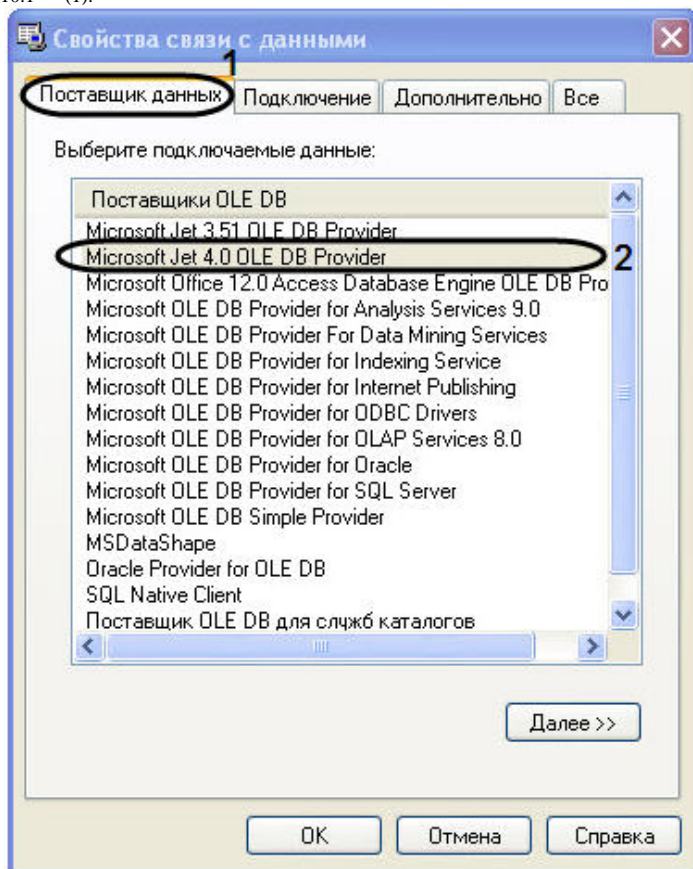 Свойства связи с данными
1
Поставщик данных Подключение Дополнительно Все
Выберите подключаемые данные:
Поставщики OLE DB
Microsoft Jet 3.51 OLE DB Provider
Microsoft Jet 4.0 OLE DB Provider
2
Microsoft Office 12.0 Access Database Engine OLE DB Pro
Microsoft OLE DB Provider for Analysis Services 9.0
Microsoft OLE DB Provider For Data Mining Services
Microsoft OLE DB Provider for Indexing Service
Microsoft OLE DB Provider for Internet Publishing
Microsoft OLE DB Provider for ODBC Drivers
Microsoft OLE DB Provider for OLAP Services 8.0
Microsoft OLE DB Provider for Oracle
Microsoft OLE DB Provider for SQL Server
Microsoft OLE DB Simple Provider
MSDataShape
Oracle Provider for OLE DB
SQL Native Client
Поставщик OLE DB для служб каталогов
Далее >>
OK Отмена Справка